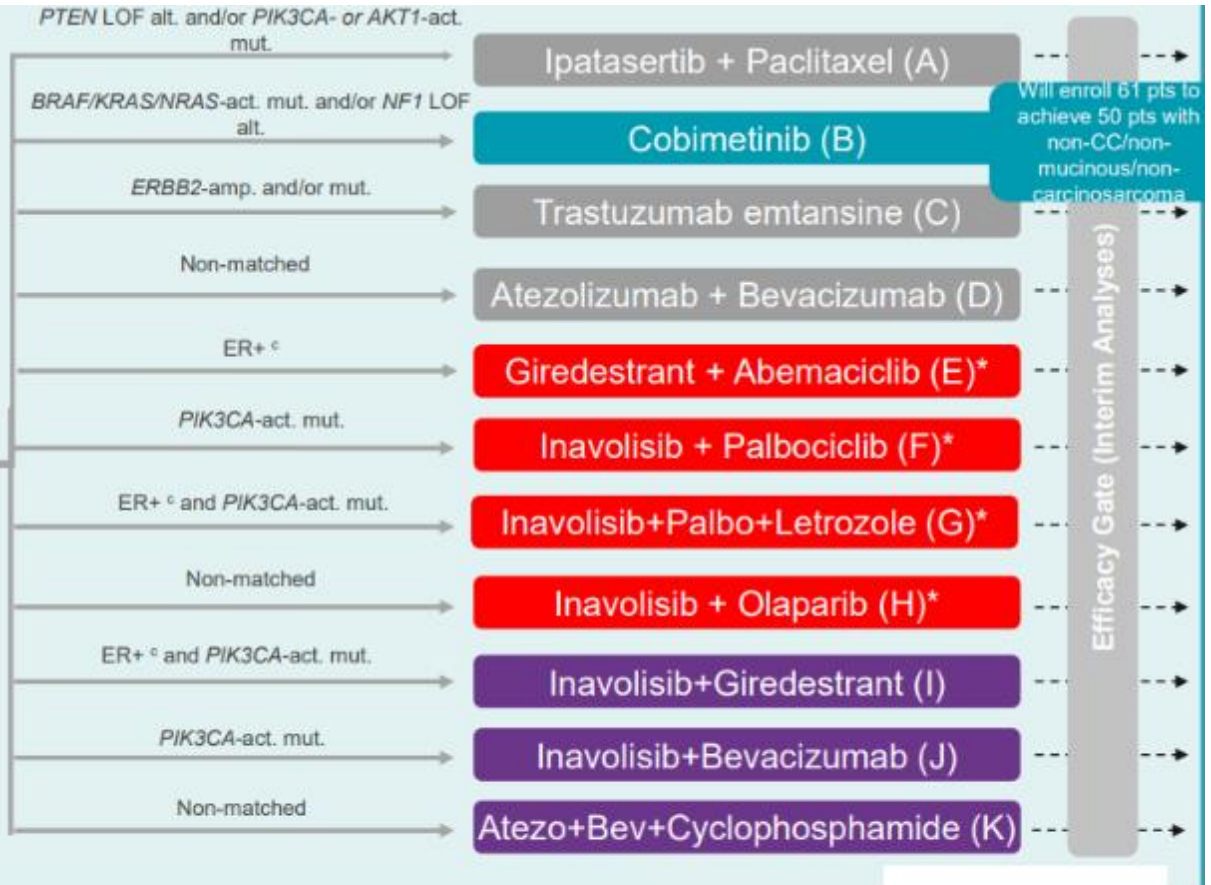 PTEN LOF alt. and/or PIK3CA- or AKT1-act.
mut.
Ipatasertib + Paclitaxel (A)
BRAF/KRAS/NRAS-act. mut. and/or NF1 LOF
alt.
Cobimetinib (B)
Will enroll 61 pts to
achieve 50 pts with
non-CC/non-
mucinous/non-
carcinosarcoma
ERBB2-amp. and/or mut.
Trastuzumab emtansine (C)
Non-matched
Atezolizumab + Bevacizumab (D)
ER+ c
Giredestrant + Abemaciclib (E)*
PIK3CA-act. mut.
Inavolisib + Palbociclib (F)*
ER+ c and PIK3CA-act. mut.
Inavolisib+Palbo+Letrozole (G)*
Non-matched
Inavolisib + Olaparib (H)*
ER+ c and PIK3CA-act. mut.
Inavolisib+Giredestrant (I)
PIK3CA-act. mut.
Inavolisib+Bevacizumab (J)
Non-matched
Atezo+Bev+Cyclophosphamide (K)
Efficacy Gate (Interim Analyses)